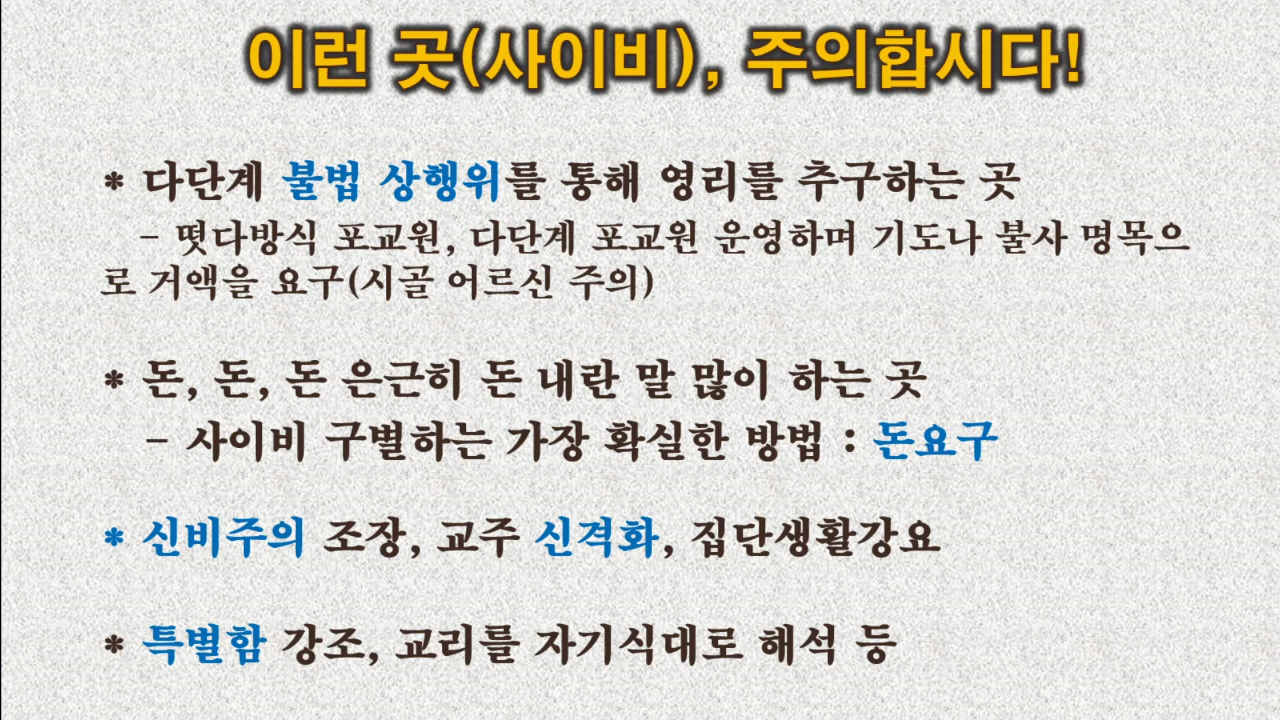 이런 곳(사이비), 주의합시다!
* 다단계 불법 상행위를 통해 영리를 추구하는 곳
- 떳다방식 포교원, 다단계 포교원 운영하며 기도나 불사 명목으
로 거액을 요구(시골 어르신 주의)
* 돈, 돈, 돈 은근히 돈 내란 말 많이 하는 곳
- 사이비 구별하는 가장 확실한 방법 : 돈요구
* 신비주의 조장, 교주 신격화, 집단생활강요
* 특별함 강조, 교리를 자기식대로 해석 등